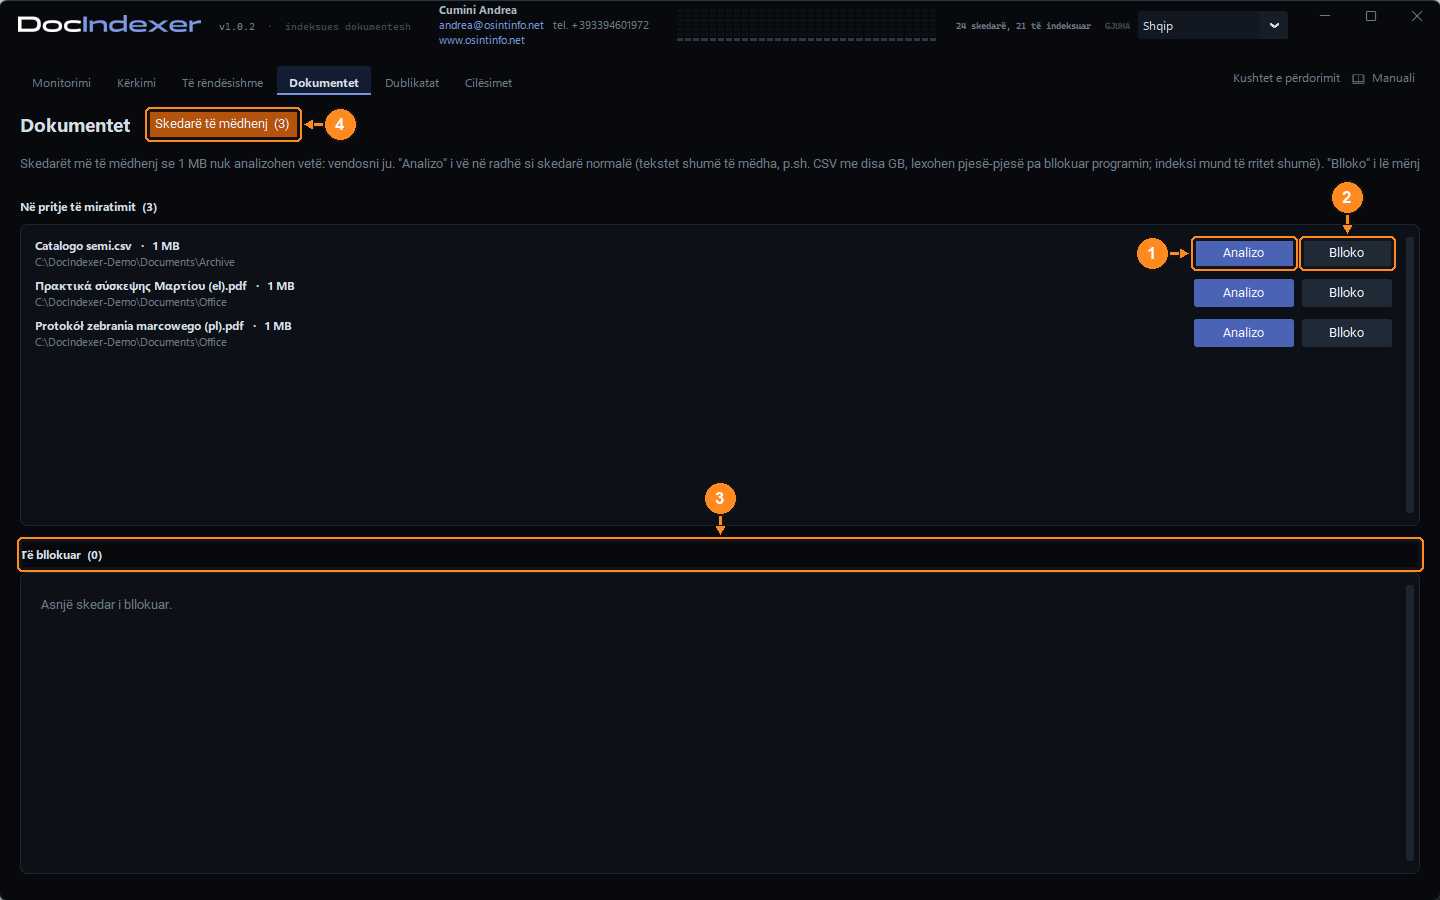 DocIndexer v1.0.2 · indeksues dokumentesh
Cumini Andrea
andrea@osintinfo.net tel. +393394601972
www.osintinfo.net
24 skedarë, 21 të indeksuar GJUHA Shqip
Monitorimi Kërkimi Të rëndësishme Dokumentet Dublikatat Cilësimet Kushtet e përdorimit Manuali
Dokumentet Skedarë të mëdhenj (3) 4
Skedarët më të mëdhenj se 1 MB nuk analizohen vetë: vendosni ju. "Analizo" i vë në radhë si skedarë normalë (tekstet shumë të mëdha, p.sh. CSV me disa GB, lexohen pjesë-pjesë pa bllokuar programin; indeksi mund të rritet shumë). "Blloko" i lë mënj
Në pritje të miratimit (3)
2
Catalogo semi.csv · 1 MB
C:\DocIndexer-Demo\Documents\Archive
1 Analizo Blloko
Πρακτικά σύσκεψης Μαρτίου (el).pdf · 1 MB
C:\DocIndexer-Demo\Documents\Office
Analizo Blloko
Protokół zebrania marcowego (pl).pdf · 1 MB
C:\DocIndexer-Demo\Documents\Office
Analizo Blloko
3
Të bllokuar (0)
Asnjë skedar i bllokuar.